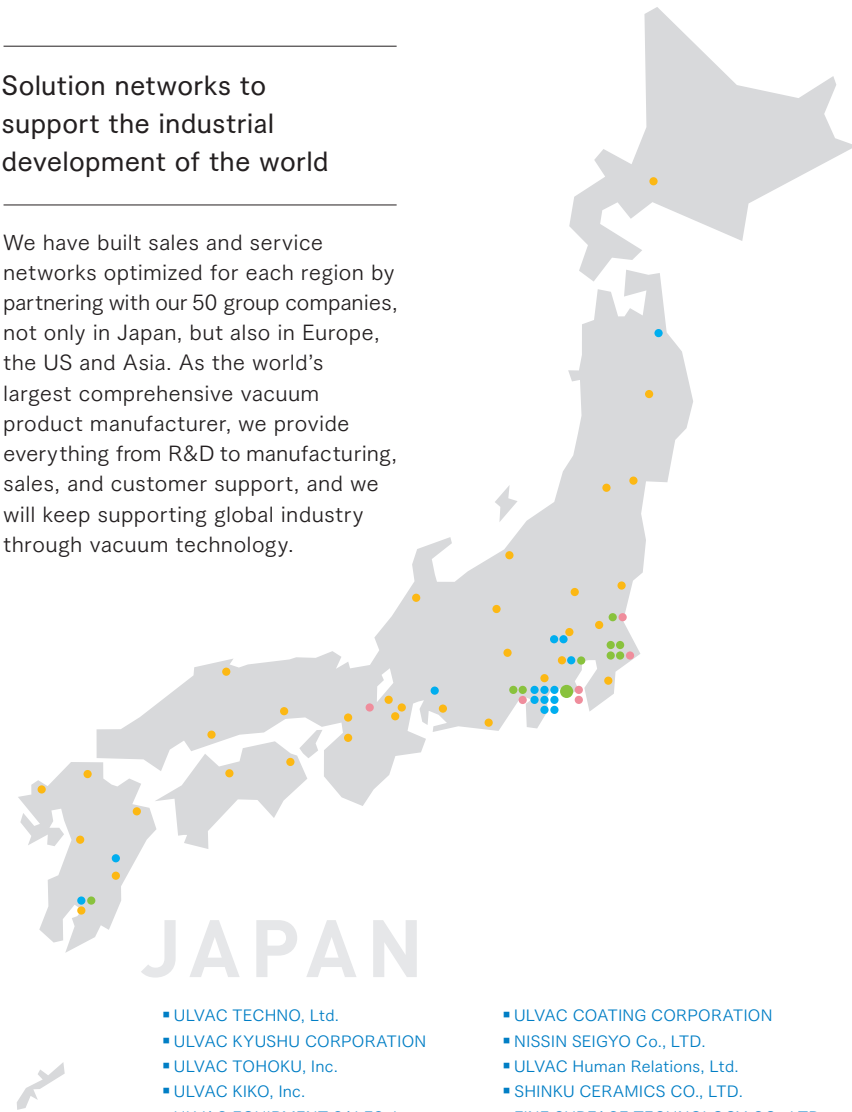 Solution networks to
support the industrial
development of the world
We have built sales and service
networks optimized for each region by
partnering with our 50 group companies,
not only in Japan, but also in Europe,
the US and Asia. As the world's
largest comprehensive vacuum
product manufacturer, we provide
everything from R&D to manufacturing,
sales, and customer support, and we
will keep supporting global industry
through vacuum technology.
JAPAN
▪ ULVAC TECHNO, Ltd.
▪ ULVAC KYUSHU CORPORATION
▪ ULVAC TOHOKU, Inc.
▪ ULVAC KIKO, Inc.
▪ ULVAC COATING CORPORATION
▪ NISSIN SEIGYO Co., LTD.
▪ ULVAC Human Relations, Ltd.
▪ SHINKU CERAMICS CO., LTD.